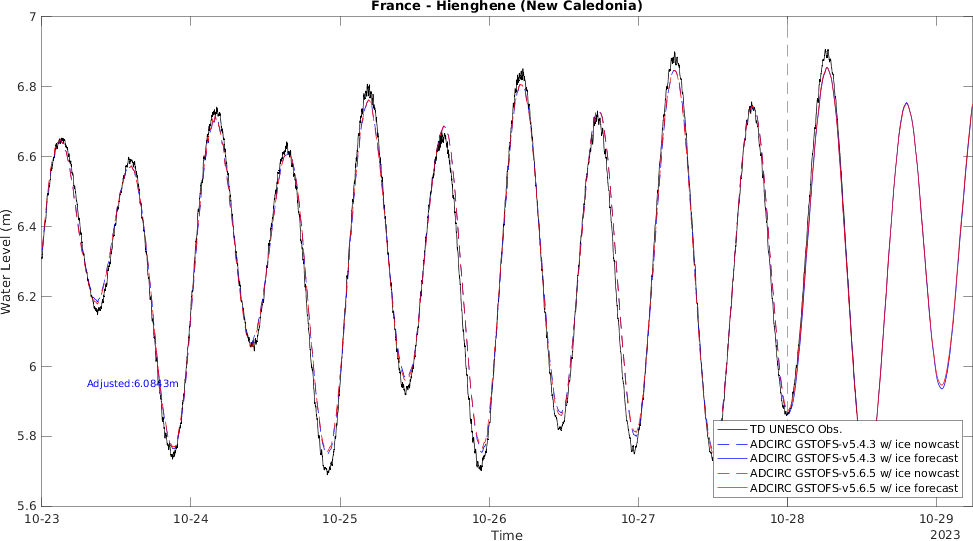 France - Hienghene (New Caledonia)
7
6.8
6.6
6.4
6.2
6
5.8
5.6
Water Level (m)
Adjusted:6.0843m
TD UNESCO Obs.
ADCIRC GSTOFS-v5.4.3 w/ ice nowcast
ADCIRC GSTOFS-v5.4.3 w/ ice forecast
ADCIRC GSTOFS-v5.6.5 w/ ice nowcast
ADCIRC GSTOFS-v5.6.5 w/ ice forecast
10-23 10-24 10-25 10-26 10-27 10-28 10-29
Time
2023